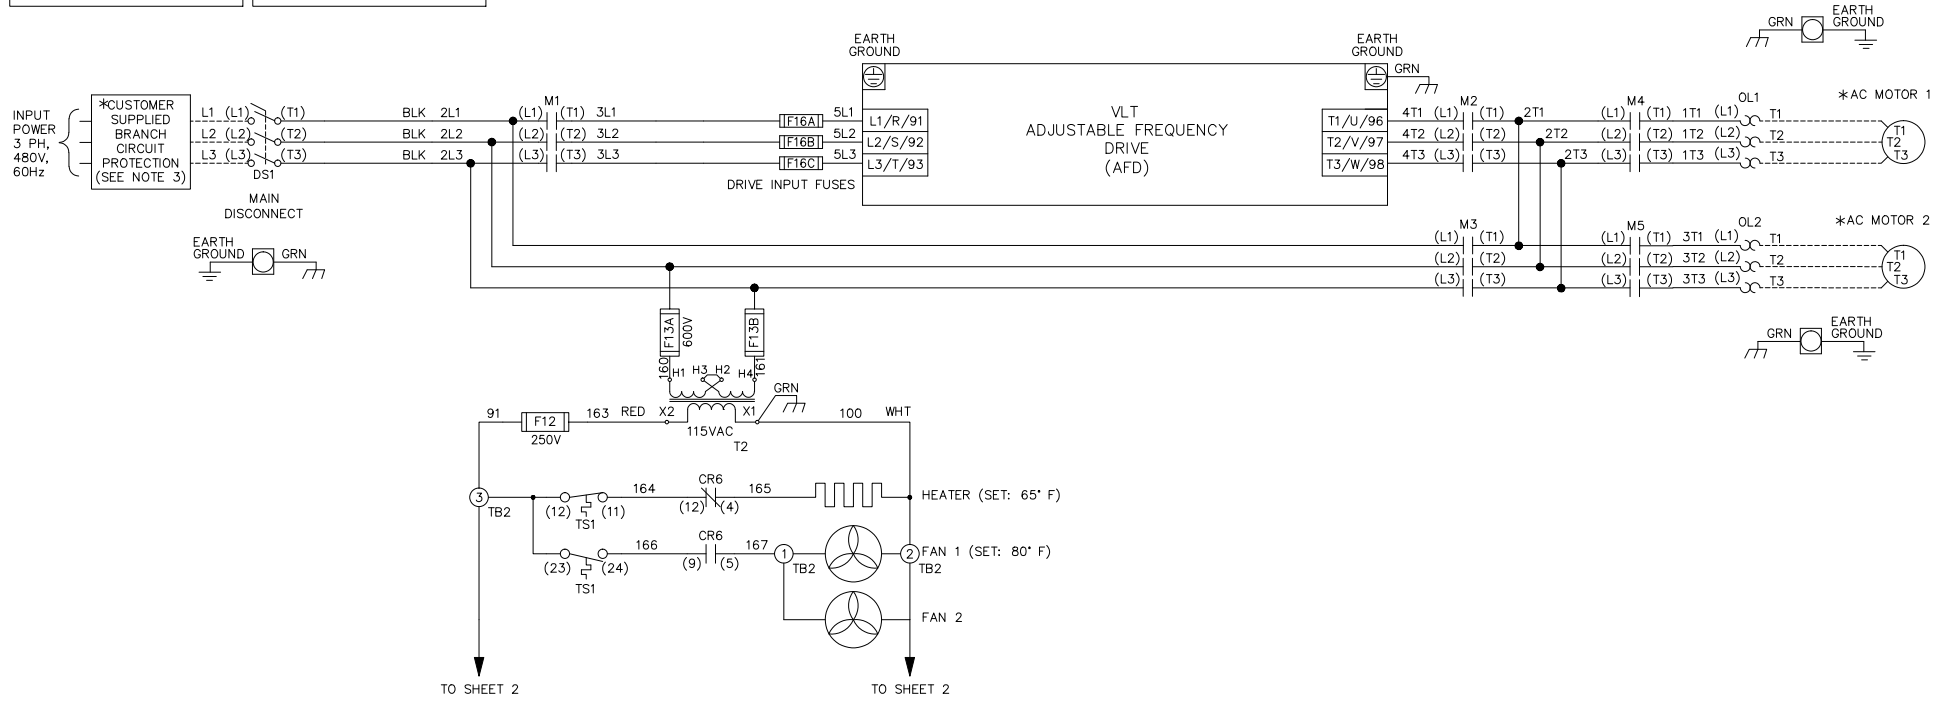 EARTH
GROUND
GRN
EARTH
GROUND
EARTH
GROUND
GRN
EARTH
GROUND
INPUT
POWER
3 PH,
480V,
60Hz
*CUSTOMER
SUPPLIED
BRANCH
CIRCUIT
PROTECTION
(SEE NOTE 3)
L1 (L1) (T1) BLK 2L1 (L1) M1 (T1) 3L1 F16A 5L1 L1/R/91
L2 (L2) (T2) BLK 2L2 (L2) (T2) 3L2 F16B 5L2 L2/S/92
L3 (L3) (T3) BLK 2L3 (L3) (T3) 3L3 F16C 5L3 L3/T/93
DS1
MAIN
DISCONNECT
DRIVE INPUT FUSES
VLT
ADJUSTABLE FREQUENCY
DRIVE
(AFD)
T1/U/96 4T1 (L1) M2 (T1) 2T1 (L1) M4 (T1) 1T1 (L1) OL1 T1
T2/V/97 4T2 (L2) (T2) 2T2 (L2) (T2) 1T2 (L2) T2
T3/W/98 4T3 (L3) (T3) 2T3 (L3) (T3) 1T3 (L3) T3
*AC MOTOR 1
T1
T2
T3
EARTH
GROUND
GRN
(L1) M3 (T1) (L1) M5 (T1) 3T1 (L1) OL2 T1
(L2) (T2) (L2) (T2) 3T2 (L2) T2
(L3) (T3) (L3) (T3) 3T3 (L3) T3
*AC MOTOR 2
T1
T2
T3
GRN
EARTH
GROUND
F13A
600V
F13B
160
161
H1 H3 H2 H4
GRN
91 F12 163 RED X2 X1 100 WHT
250V
115VAC
T2
3
TB2
(12) (11) 164 CR6 165 HEATER (SET: 65° F)
TS1
(12) (4)
166 CR6 167 1 2 FAN 1 (SET: 80° F)
(23) (24) (9) (5) TB2 TB2
TS1
FAN 2
TO SHEET 2
TO SHEET 2